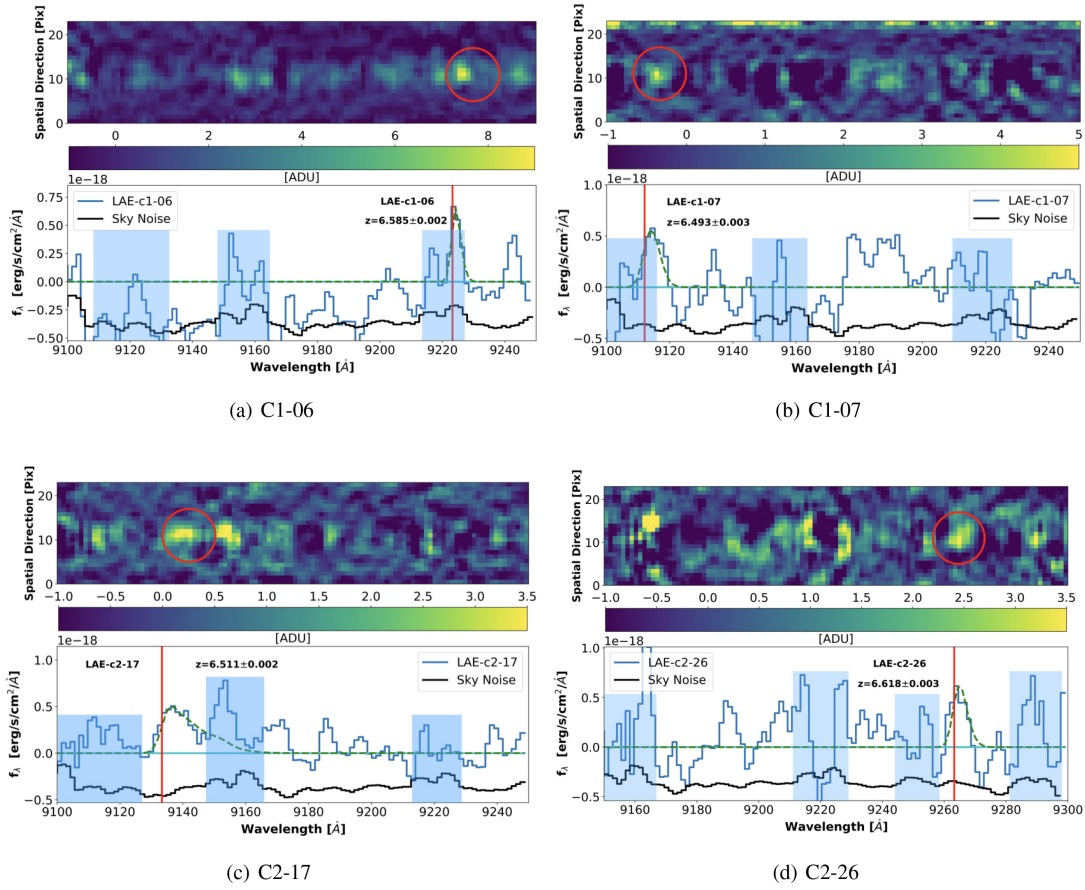 Spatial Direction [Pix]
20
10
0
0 2 4 6 8
[ADU]
1e−18
LAE-c1-06
Sky Noise
LAE-c1-06
z=6.585±0.002
0.75
0.50
0.25
0.00
−0.25
−0.50
fλ [erg/s/cm²/Å]
9100 9120 9140 9160 9180 9200 9220 9240
Wavelength [Å]
(a) C1-06
Spatial Direction [Pix]
20
10
0
−1 0 1 2 3 4 5
[ADU]
1e−18
LAE-c1-07
z=6.493±0.003
LAE-c1-07
Sky Noise
1.0
0.5
0.0
−0.5
fλ [erg/s/cm²/Å]
9100 9120 9140 9160 9180 9200 9220 9240
Wavelength [Å]
(b) C1-07
Spatial Direction [Pix]
20
10
0
−1.0 −0.5 0.0 0.5 1.0 1.5 2.0 2.5 3.0 3.5
[ADU]
1e−18
LAE-c2-17
z=6.511±0.002
LAE-c2-17
Sky Noise
1.0
0.5
0.0
−0.5
fλ [erg/s/cm²/Å]
9100 9120 9140 9160 9180 9200 9220 9240
Wavelength [Å]
(c) C2-17
Spatial Direction [Pix]
20
10
0
−1.0 −0.5 0.0 0.5 1.0 1.5 2.0 2.5 3.0 3.5
[ADU]
1e−18
LAE-c2-26
Sky Noise
LAE-c2-26
z=6.618±0.003
1.0
0.5
0.0
−0.5
fλ [erg/s/cm²/Å]
9160 9180 9200 9220 9240 9260 9280 9300
Wavelength [Å]
(d) C2-26